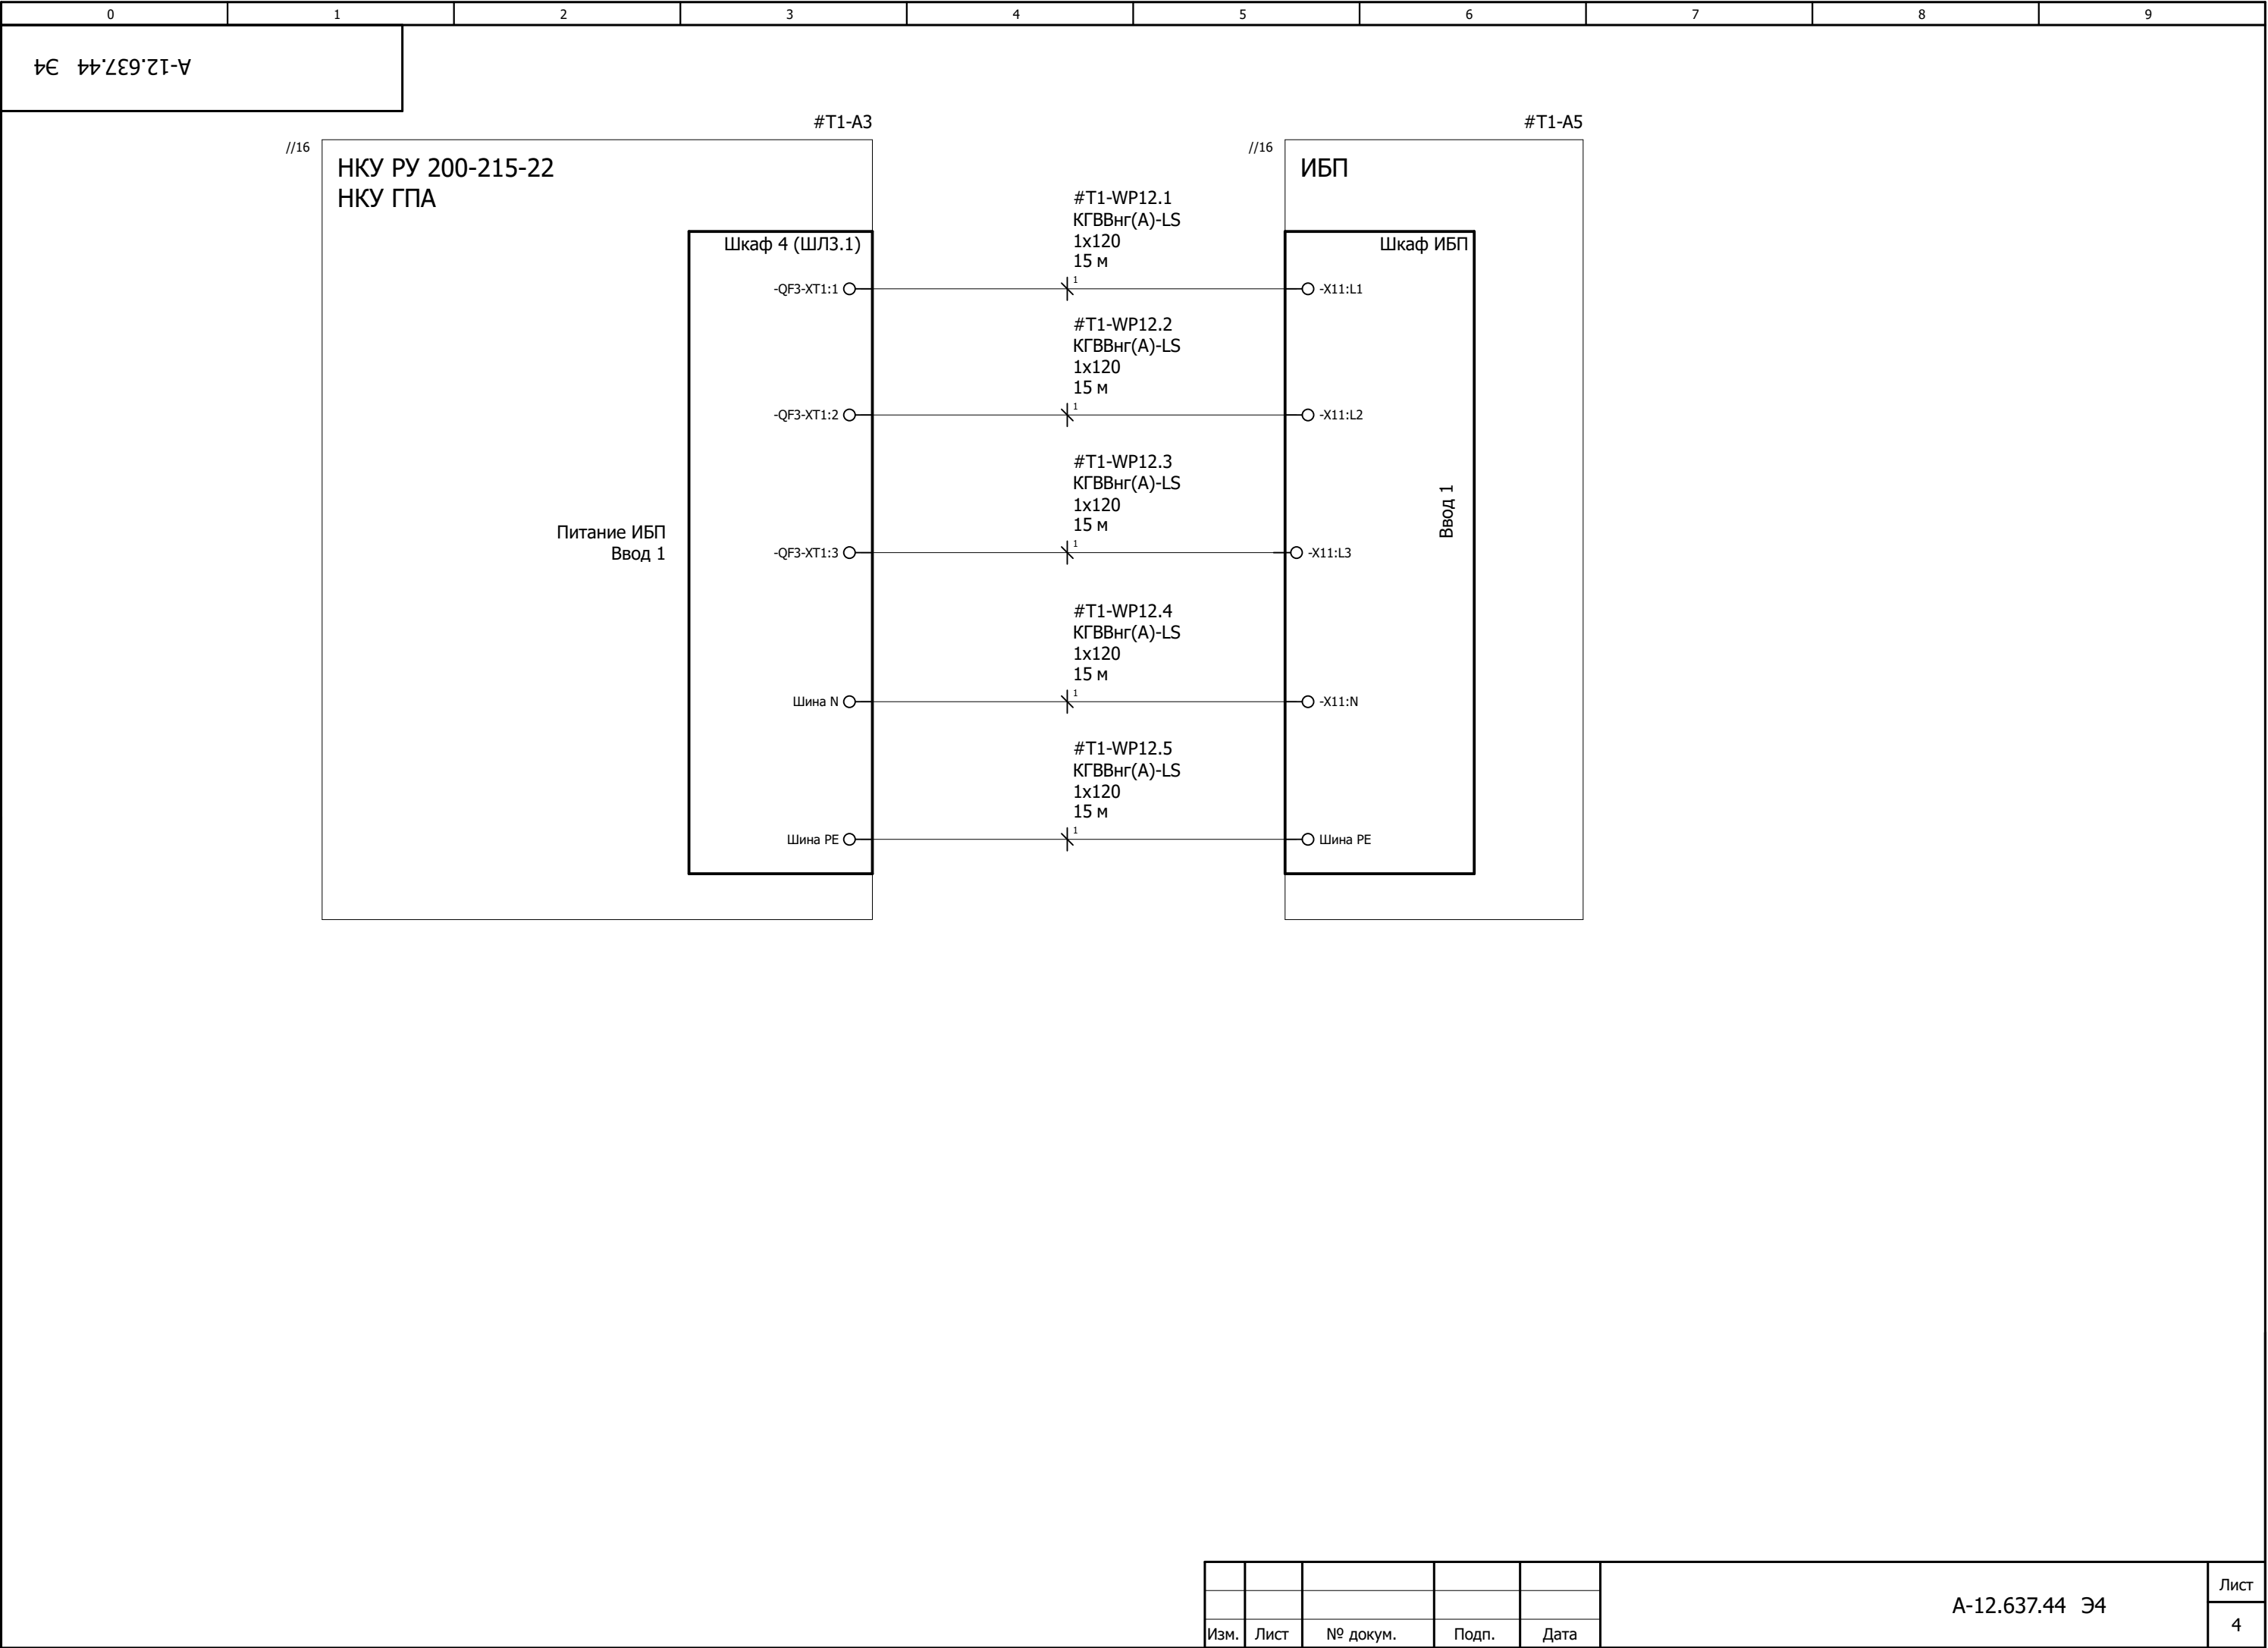 0 1 2 3 4 5 6 7 8 9
А-12.637.44 Э4
#T1-A3
#T1-A5
//16
НКУ РУ 200-215-22
НКУ ГПА
//16
ИБП
Шкаф 4 (ШЛ3.1)
Шкаф ИБП
#T1-WP12.1
КГВВнг(А)-LS
1x120
15 м
-QF3-XT1:1
1
-X11:L1
#T1-WP12.2
КГВВнг(А)-LS
1x120
15 м
-QF3-XT1:2
1
-X11:L2
#T1-WP12.3
КГВВнг(А)-LS
1x120
15 м
Питание ИБП
Ввод 1
-QF3-XT1:3
1
-X11:L3
Ввод 1
#T1-WP12.4
КГВВнг(А)-LS
1x120
15 м
Шина N
1
-X11:N
#T1-WP12.5
КГВВнг(А)-LS
1x120
15 м
Шина PE
1
Шина PE
Изм. Лист № докум. Подп. Дата
А-12.637.44 Э4
Лист
4